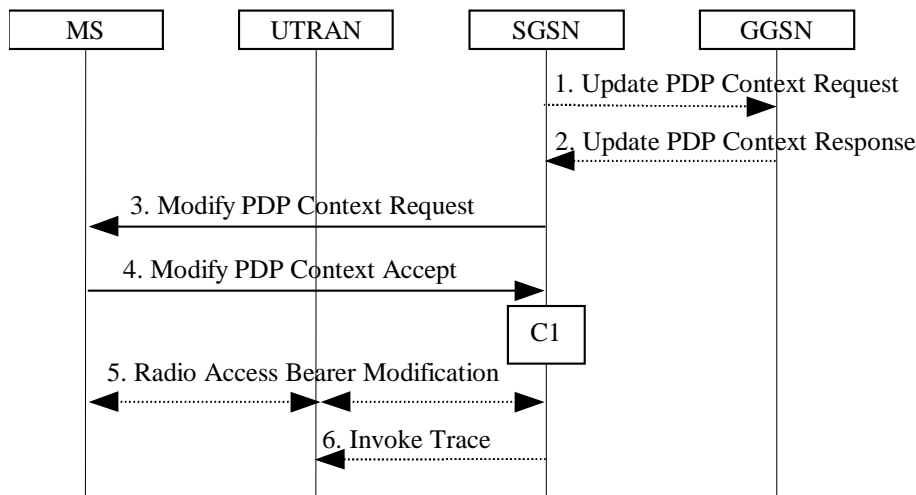 MS UTRAN SGSN GGSN
1. Update PDP Context Request
2. Update PDP Context Response
3. Modify PDP Context Request
4. Modify PDP Context Accept
C1
5. Radio Access Bearer Modification
6. Invoke Trace